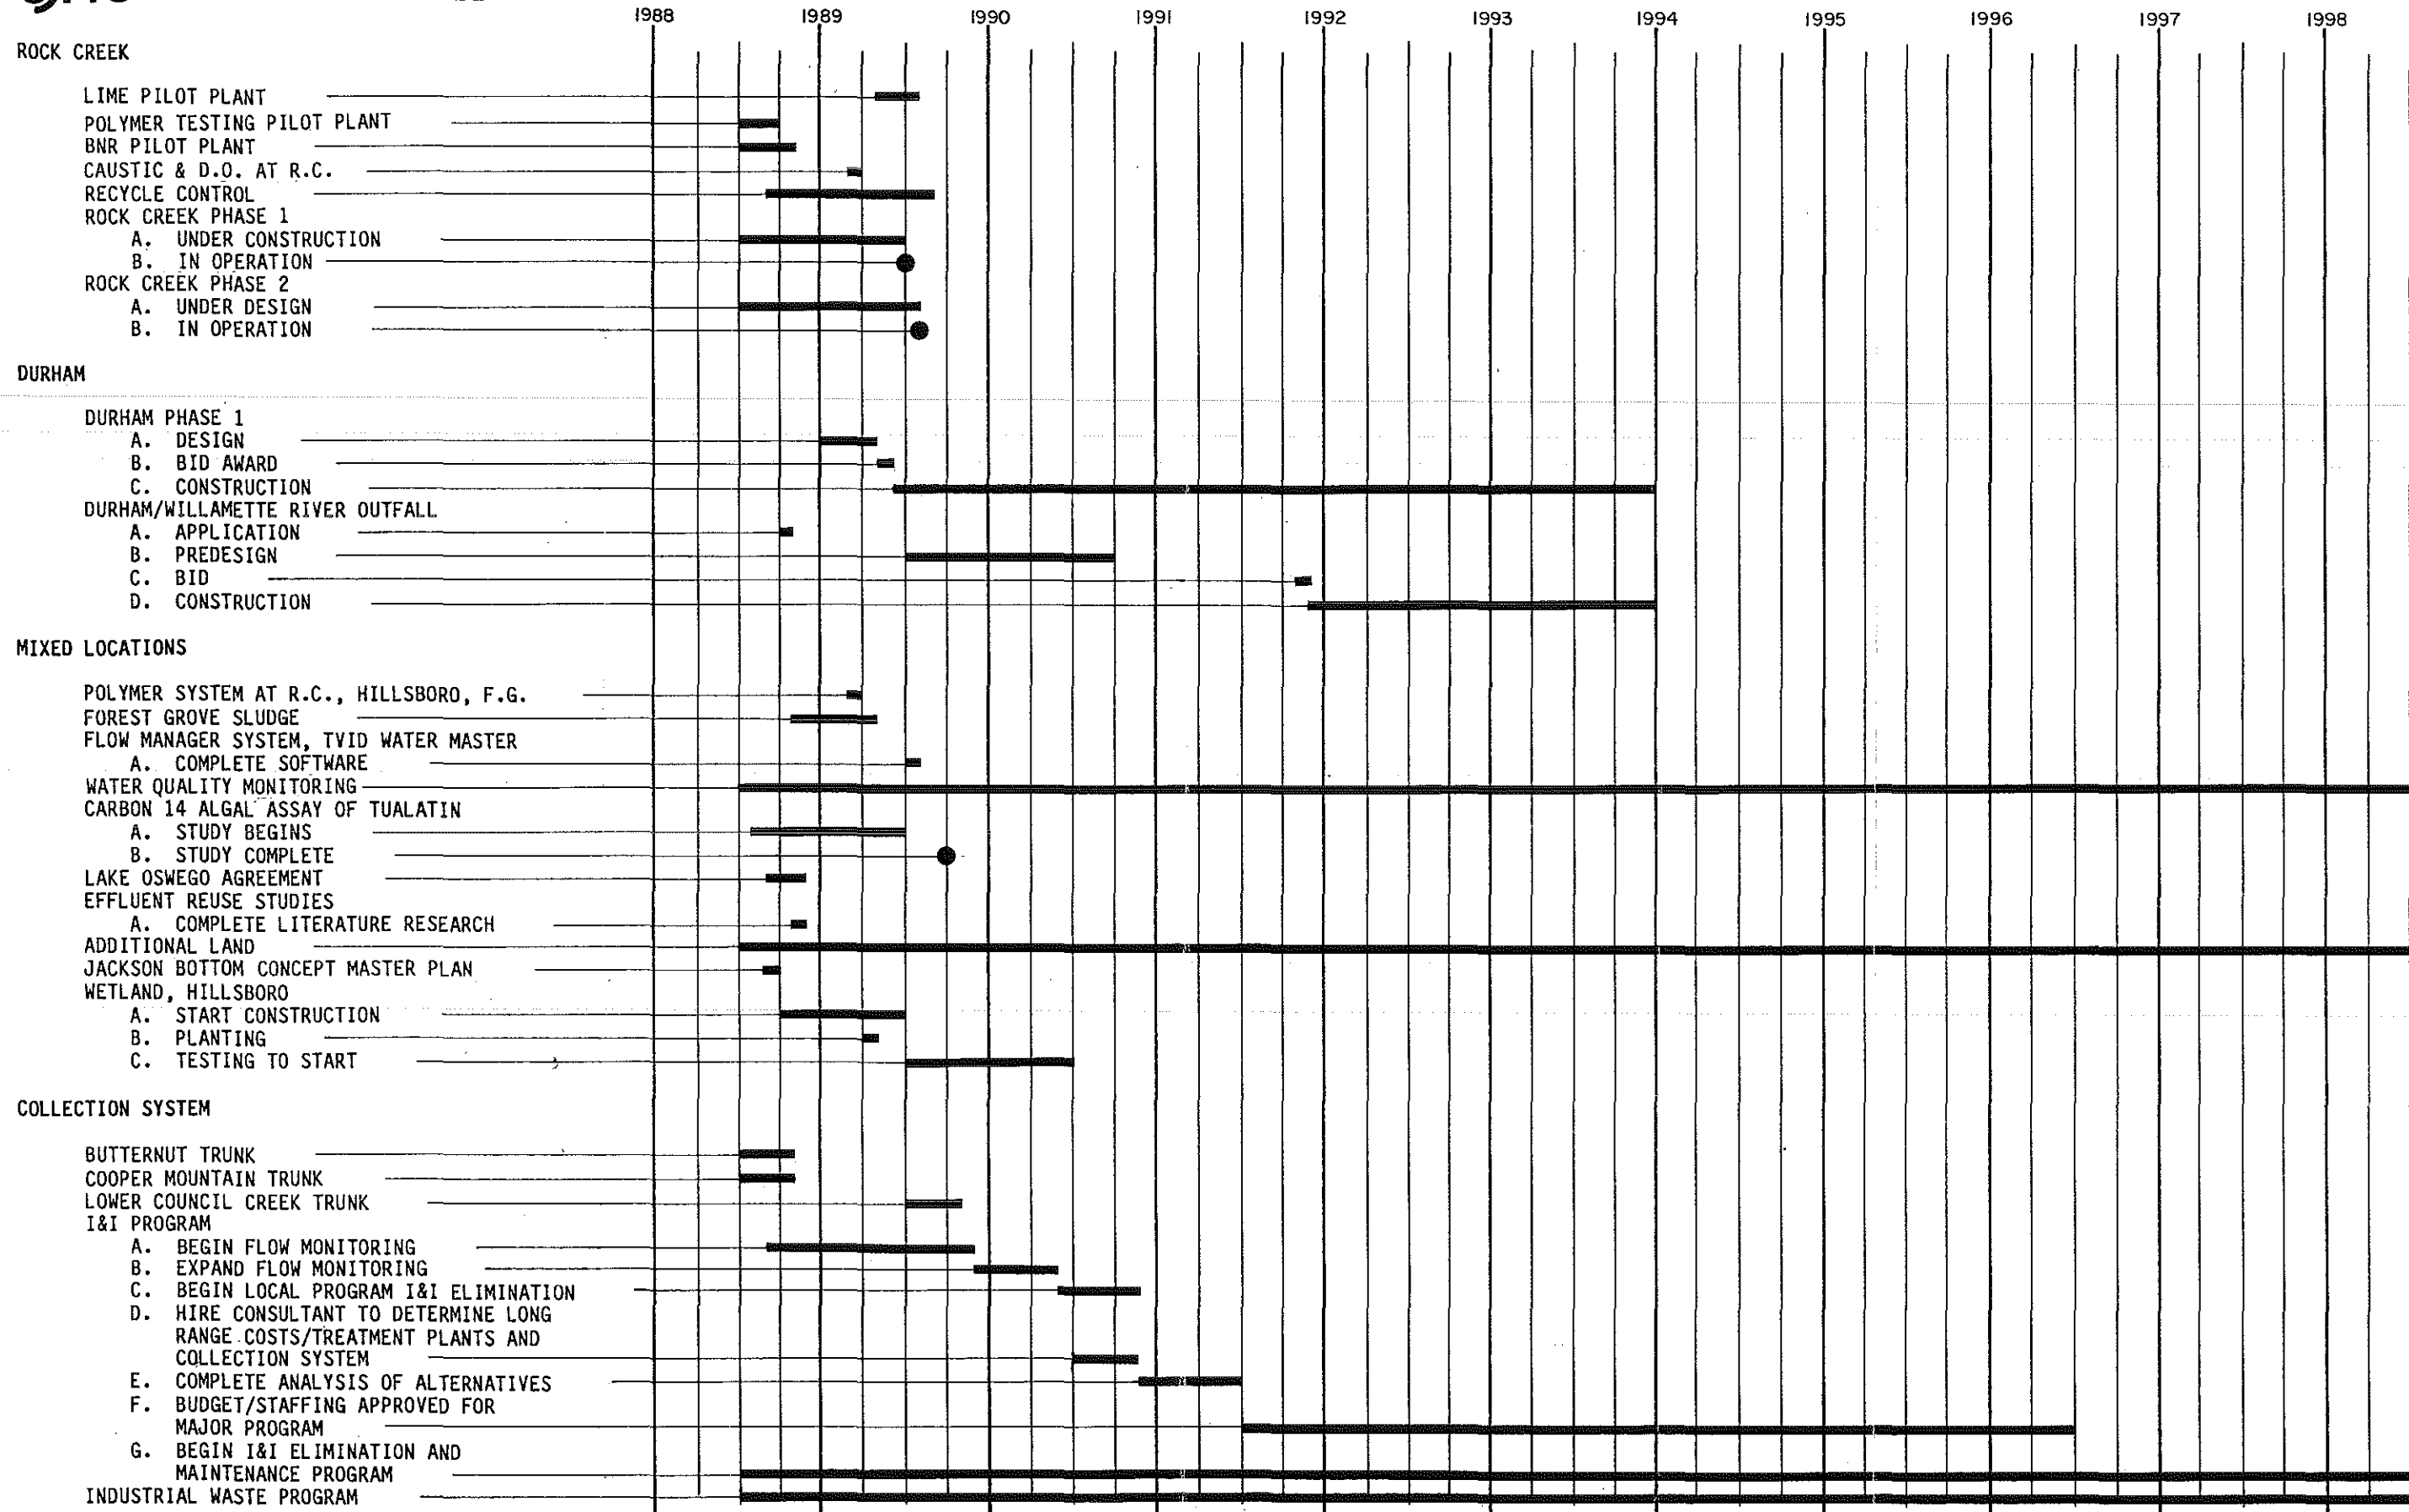 1988 1989 1990 1991 1992 1993 1994 1995 1996 1997 1998
ROCK CREEK
LIME PILOT PLANT
POLYMER TESTING PILOT PLANT
BNR PILOT PLANT
CAUSTIC & D.O. AT R.C.
RECYCLE CONTROL
ROCK CREEK PHASE 1
A. UNDER CONSTRUCTION
B. IN OPERATION
ROCK CREEK PHASE 2
A. UNDER DESIGN
B. IN OPERATION
DURHAM
DURHAM PHASE 1
A. DESIGN
B. BID AWARD
C. CONSTRUCTION
DURHAM/WILLAMETTE RIVER OUTFALL
A. APPLICATION
B. PREDESIGN
C. BID
D. CONSTRUCTION
MIXED LOCATIONS
POLYMER SYSTEM AT R.C., HILLSBORO, F.G.
FOREST GROVE SLUDGE
FLOW MANAGER SYSTEM, TVID WATER MASTER
A. COMPLETE SOFTWARE
WATER QUALITY MONITORING
CARBON 14 ALGAL ASSAY OF TUALATIN
A. STUDY BEGINS
B. STUDY COMPLETE
LAKE OSWEGO AGREEMENT
EFFLUENT REUSE STUDIES
A. COMPLETE LITERATURE RESEARCH
ADDITIONAL LAND
JACKSON BOTTOM CONCEPT MASTER PLAN
WETLAND, HILLSBORO
A. START CONSTRUCTION
B. PLANTING
C. TESTING TO START
COLLECTION SYSTEM
BUTTERNUT TRUNK
COOPER MOUNTAIN TRUNK
LOWER COUNCIL CREEK TRUNK
I&I PROGRAM
A. BEGIN FLOW MONITORING
B. EXPAND FLOW MONITORING
C. BEGIN LOCAL PROGRAM I&I ELIMINATION
D. HIRE CONSULTANT TO DETERMINE LONG
RANGE COSTS/TREATMENT PLANTS AND
COLLECTION SYSTEM
E. COMPLETE ANALYSIS OF ALTERNATIVES
F. BUDGET/STAFFING APPROVED FOR
MAJOR PROGRAM
G. BEGIN I&I ELIMINATION AND
MAINTENANCE PROGRAM
INDUSTRIAL WASTE PROGRAM